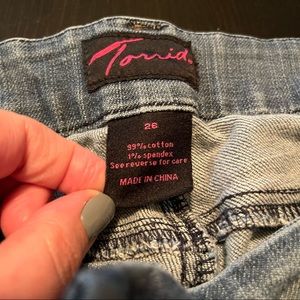 Torrid.
26
99% cotton
1% spandex
See reverse for care
MADE IN CHINA